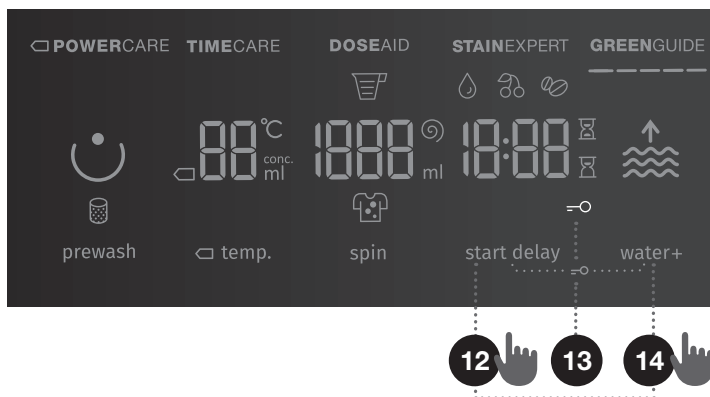 POWERCARE TIMECARE DOSEAID STAINEXPERT GREENGUIDE
88 °C 1888 18:88
conc.
ml ml
prewash temp. spin start delay water+
12 13 14